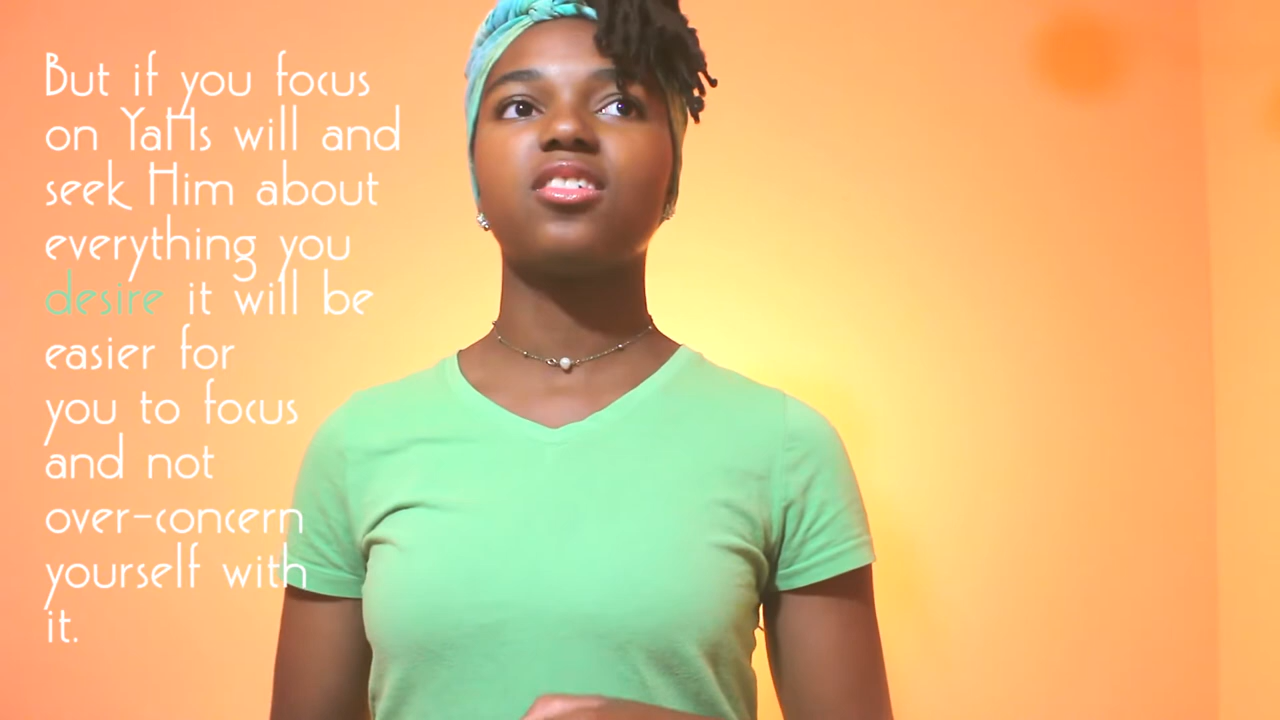 But if you focus
on YaHs will and
seek Him about
everything you
desire it will be
easier for
you to focus
and not
over-concern
yourself with
it.